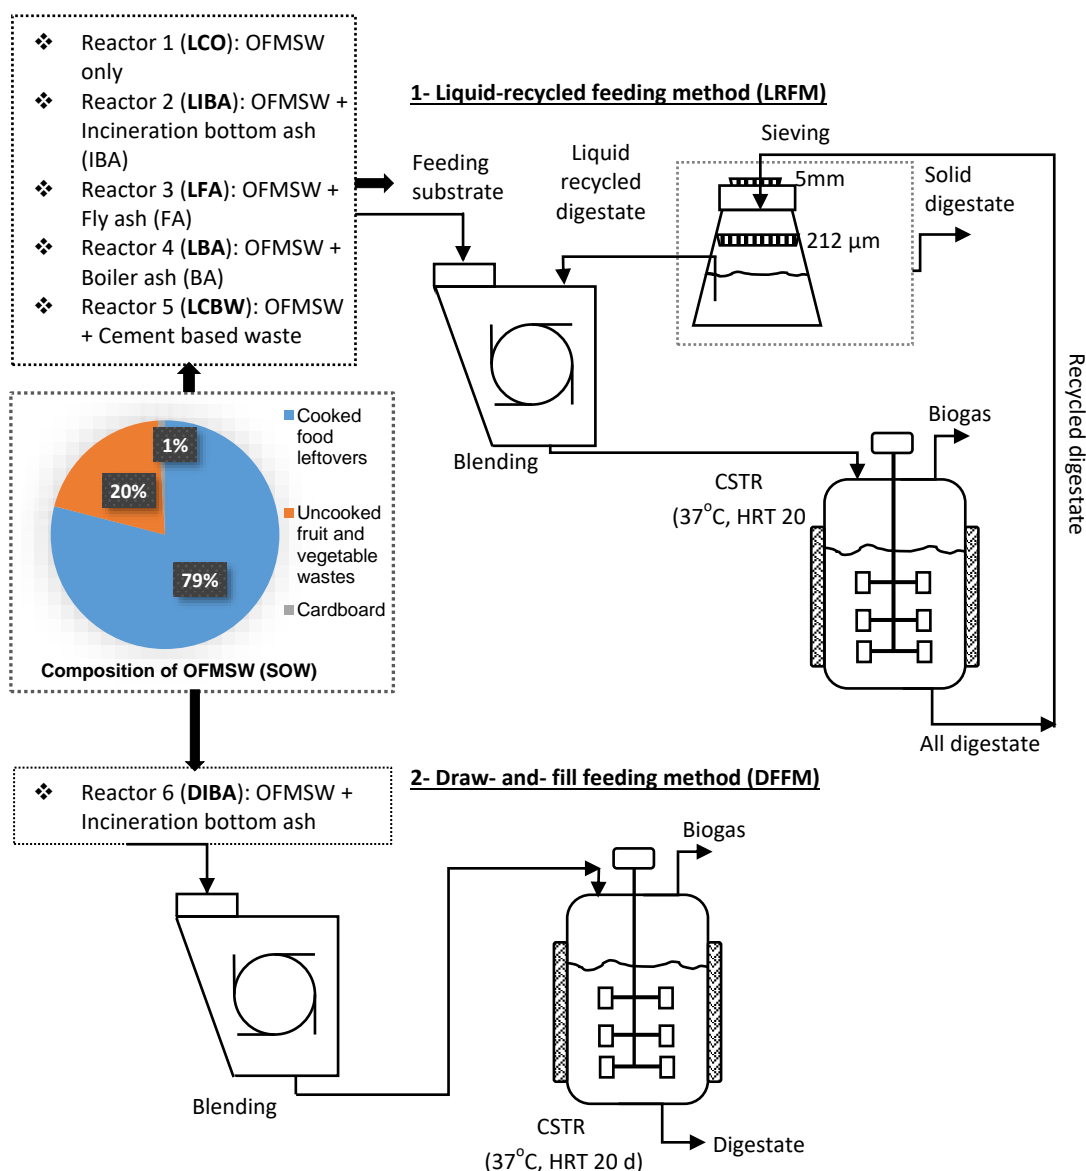 ❖ Reactor 1 (LCO): OFMSW
only
❖ Reactor 2 (LIBA): OFMSW +
Incineration bottom ash
(IBA)
❖ Reactor 3 (LFA): OFMSW +
Fly ash (FA)
❖ Reactor 4 (LBA): OFMSW +
Boiler ash (BA)
❖ Reactor 5 (LCBW): OFMSW
+ Cement based waste
1- Liquid-recycled feeding method (LRFM)
Feeding
substrate
Liquid
recycled
digestate
Sieving
5mm
212 µm
Solid
digestate
Blending
CSTR
(37°C, HRT 20
Biogas
Recycled digestate
All digestate
1%
20%
79%
Cooked
food
leftovers
Uncooked
fruit and
vegetable
wastes
Cardboard
Composition of OFMSW (SOW)
❖ Reactor 6 (DIBA): OFMSW +
Incineration bottom ash
2- Draw- and- fill feeding method (DFFM)
Blending
Biogas
CSTR
(37°C, HRT 20 d)
Digestate